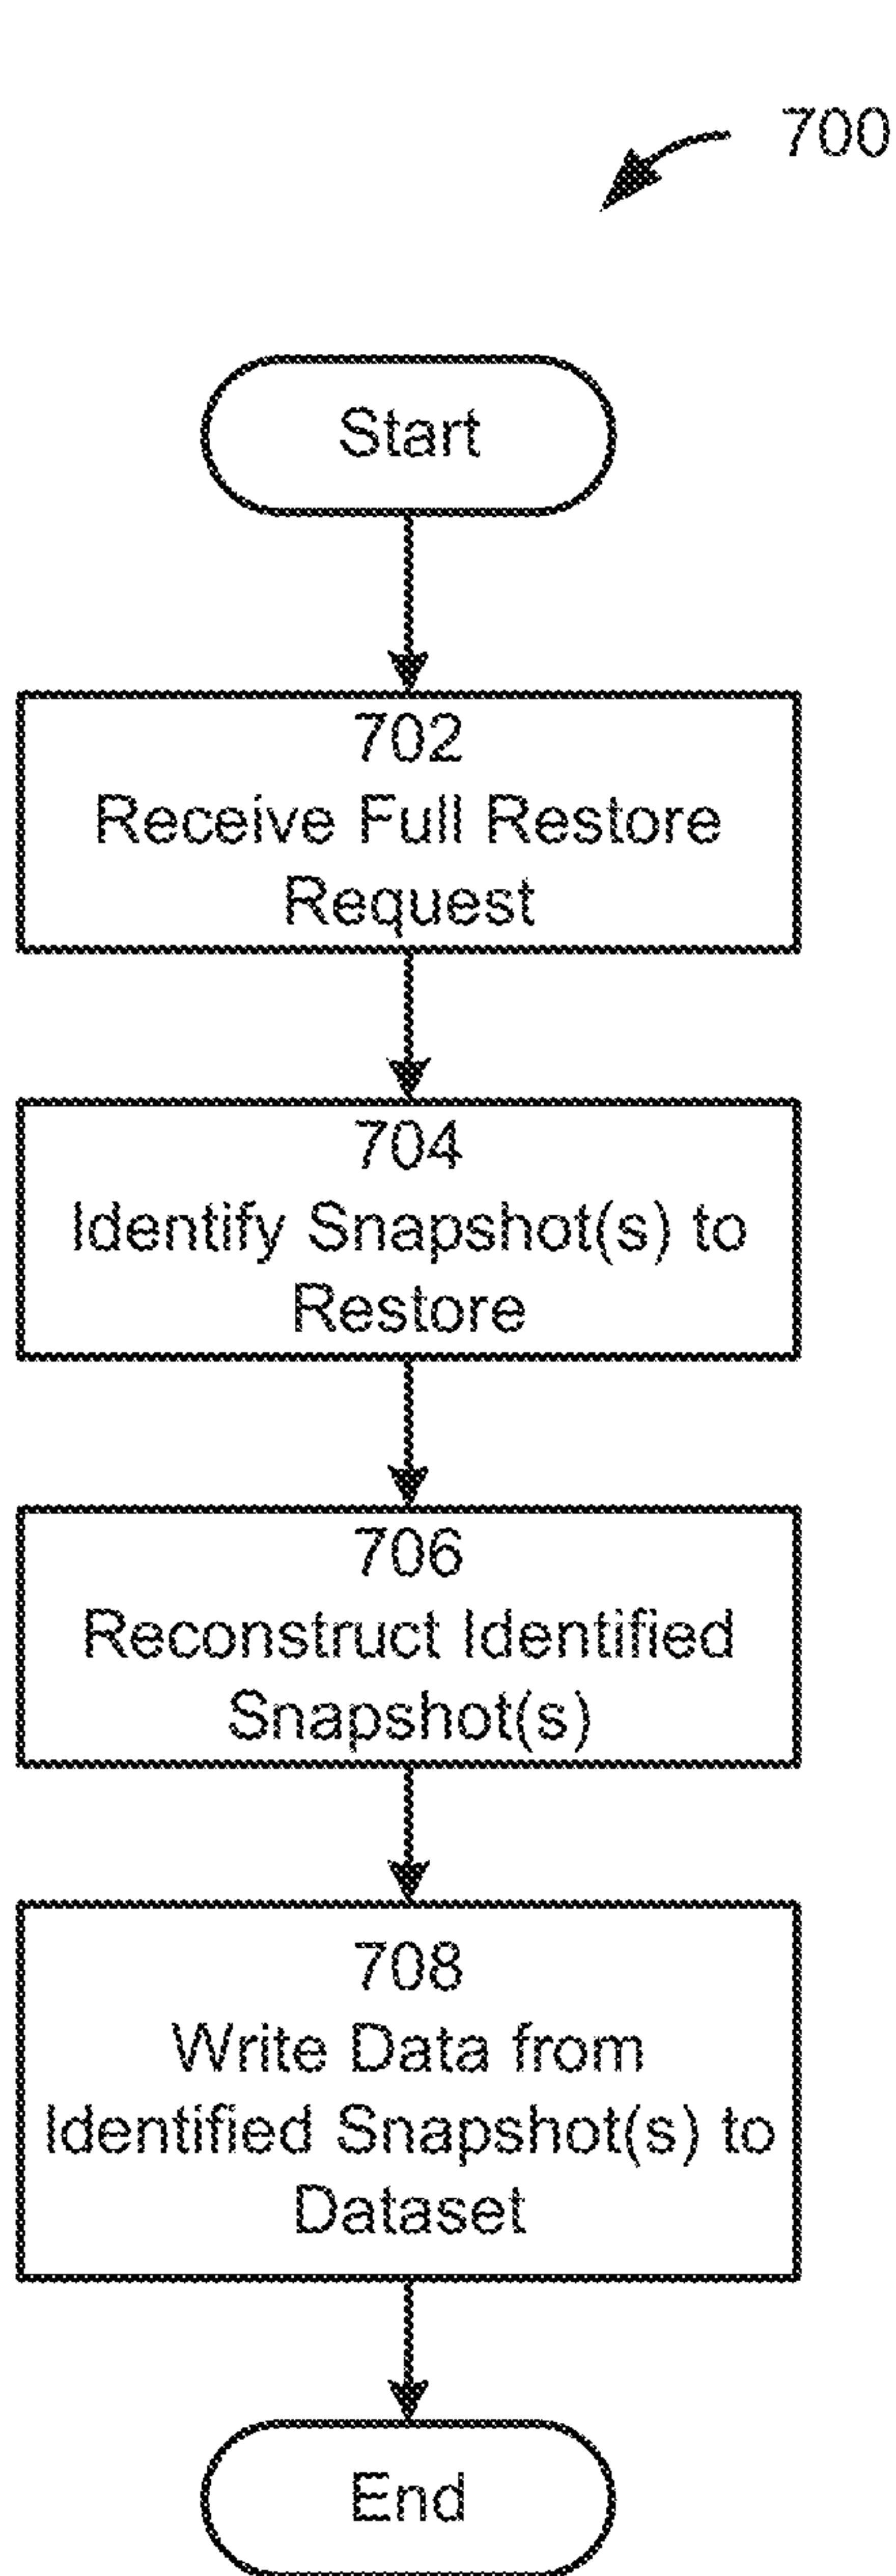 700
Start
702
Receive Full Restore
Request
704
Identify Snapshot(s) to
Restore
706
Reconstruct Identified
Snapshot(s)
708
Write Data from
Identified Snapshot(s) to
Dataset
End